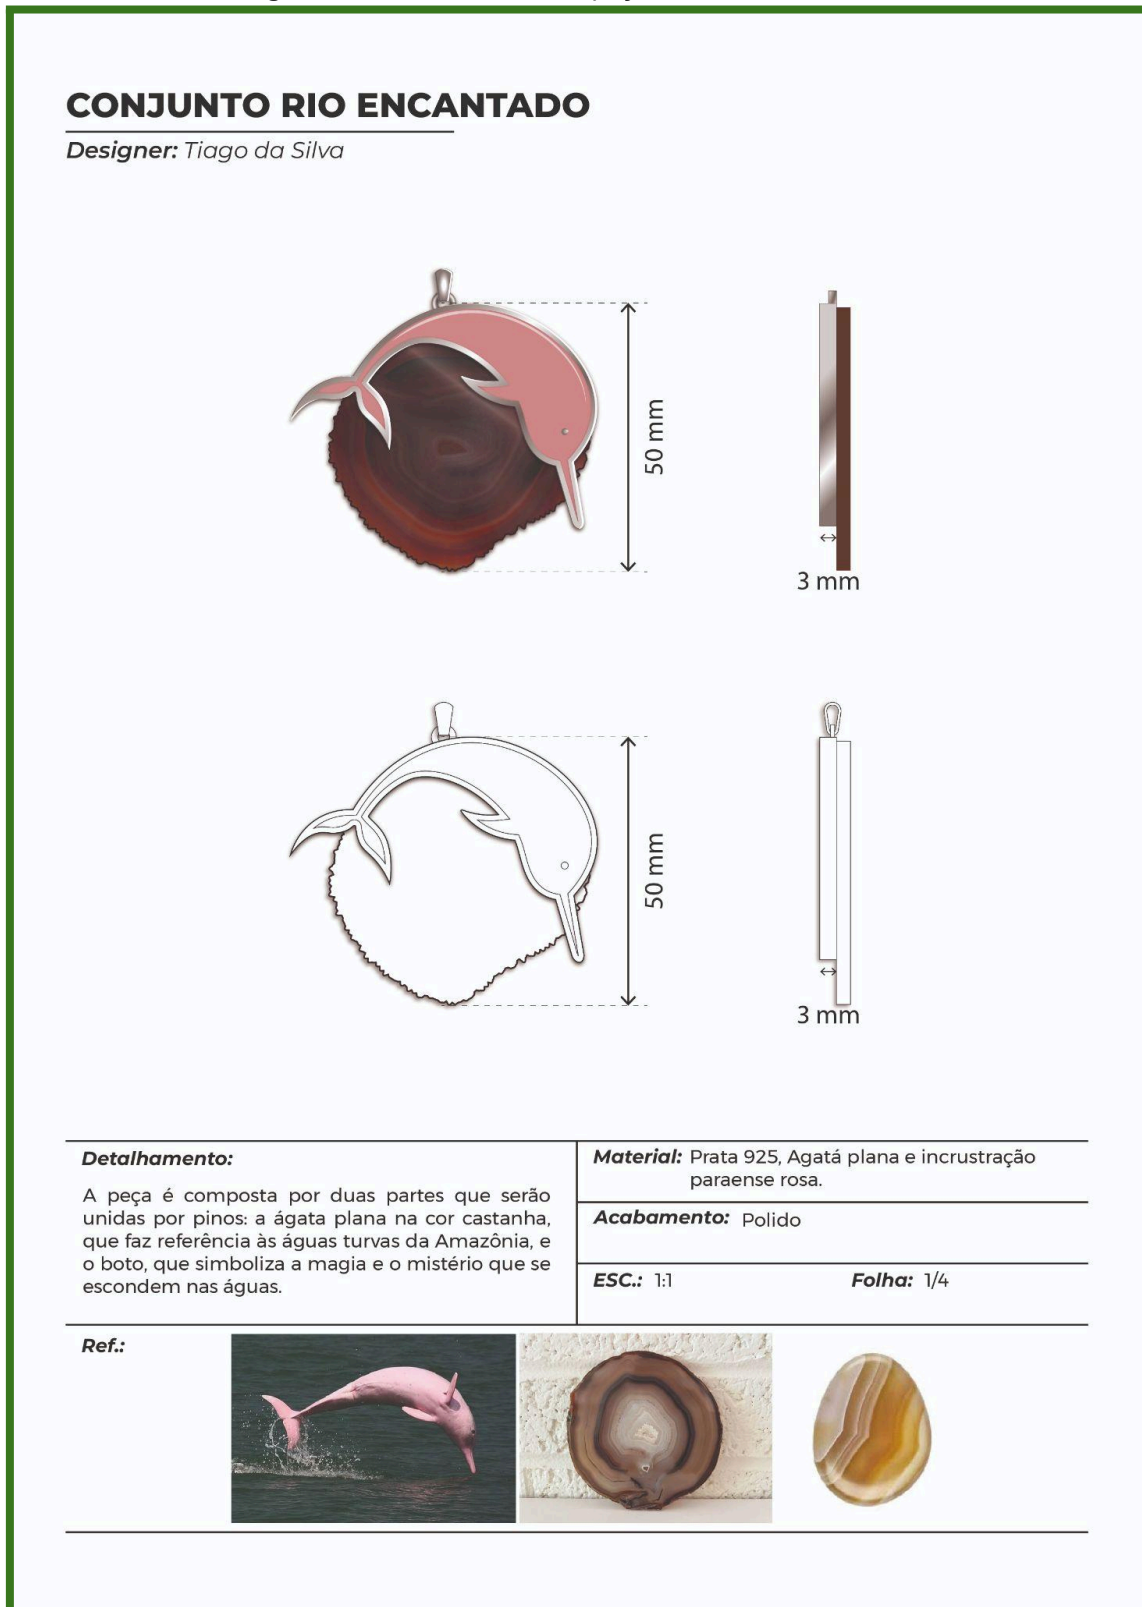 CONJUNTO RIO ENCANTADO
Designer: Tiago da Silva
50 mm
3 mm
50 mm
3 mm
Detalhamento:
A peça é composta por duas partes que serão
unidas por pinos: a ágata plana na cor castanha,
que faz referência às águas turvas da Amazônia, e
o boto, que simboliza a magia e o mistério que se
escondem nas águas.
Material: Prata 925, Agatá plana e incrustração
paraense rosa.
Acabamento: Polido
ESC.: 1:1 Folha: 1/4
Ref.: